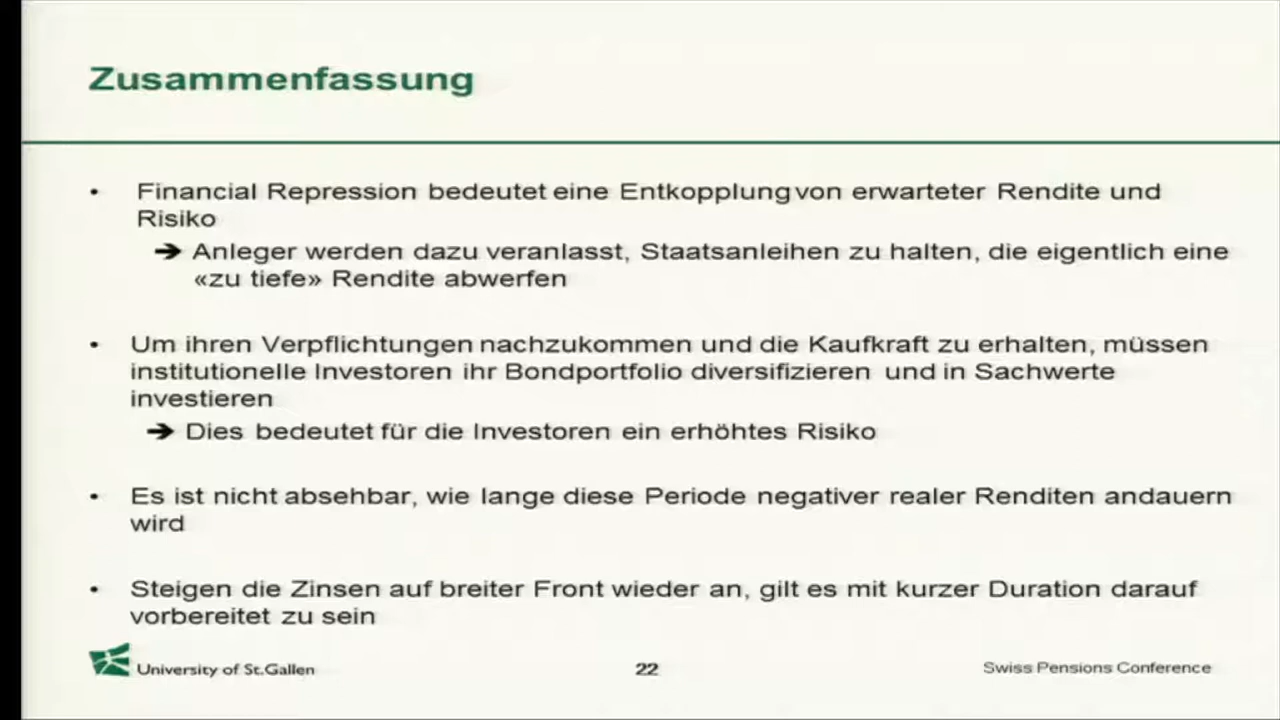 Zusammenfassung
• Financial Repression bedeutet eine Entkopplung von erwarteter Rendite und
Risiko
➔ Anleger werden dazu veranlasst, Staatsanleihen zu halten, die eigentlich eine
«zu tiefe» Rendite abwerfen
• Um ihren Verpflichtungen nachzukommen und die Kaufkraft zu erhalten, müssen
institutionelle Investoren ihr Bondportfolio diversifizieren und in Sachwerte
investieren
➔ Dies bedeutet für die Investoren ein erhöhtes Risiko
• Es ist nicht absehbar, wie lange diese Periode negativer realer Renditen andauern
wird
• Steigen die Zinsen auf breiter Front wieder an, gilt es mit kurzer Duration darauf
vorbereitet zu sein
University of St.Gallen
22
Swiss Pensions Conference